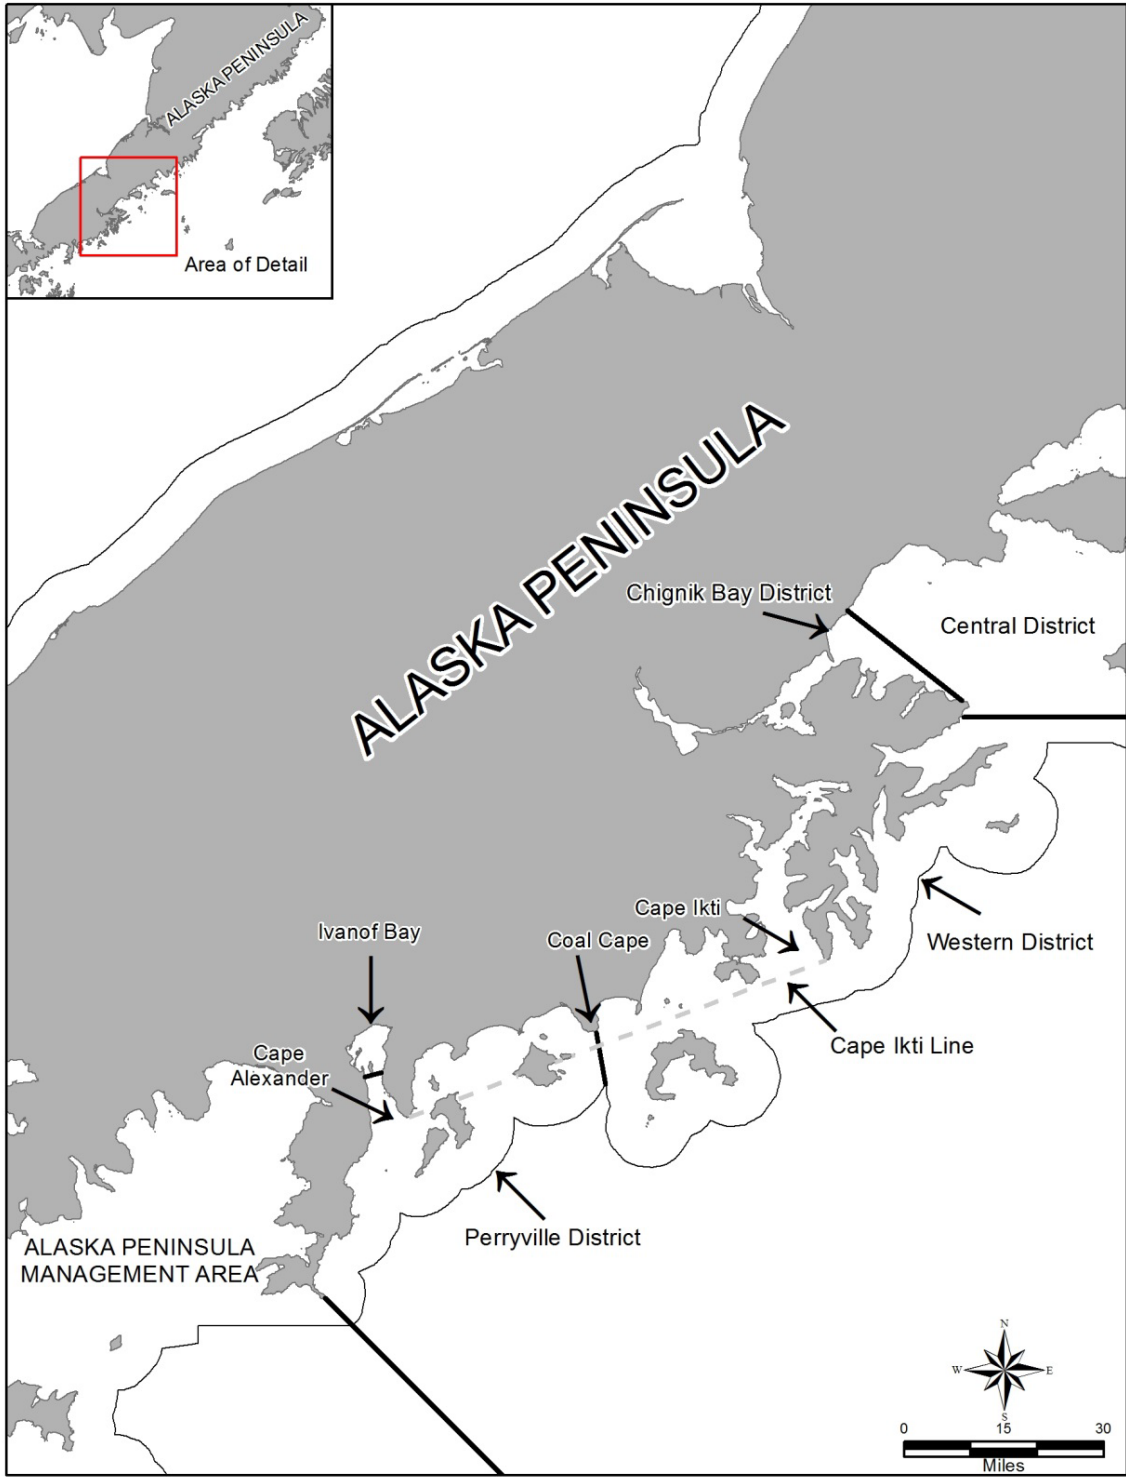 ALASKA PENINSULA
Area of Detail
ALASKA PENINSULA
Chignik Bay District
Central District
Cape Ikti
Ivanof Bay
Coal Cape
Western District
Cape Ikti Line
Cape
Alexander
Perryville District
ALASKA PENINSULA
MANAGEMENT AREA
N
W E
S
0 15 30
Miles